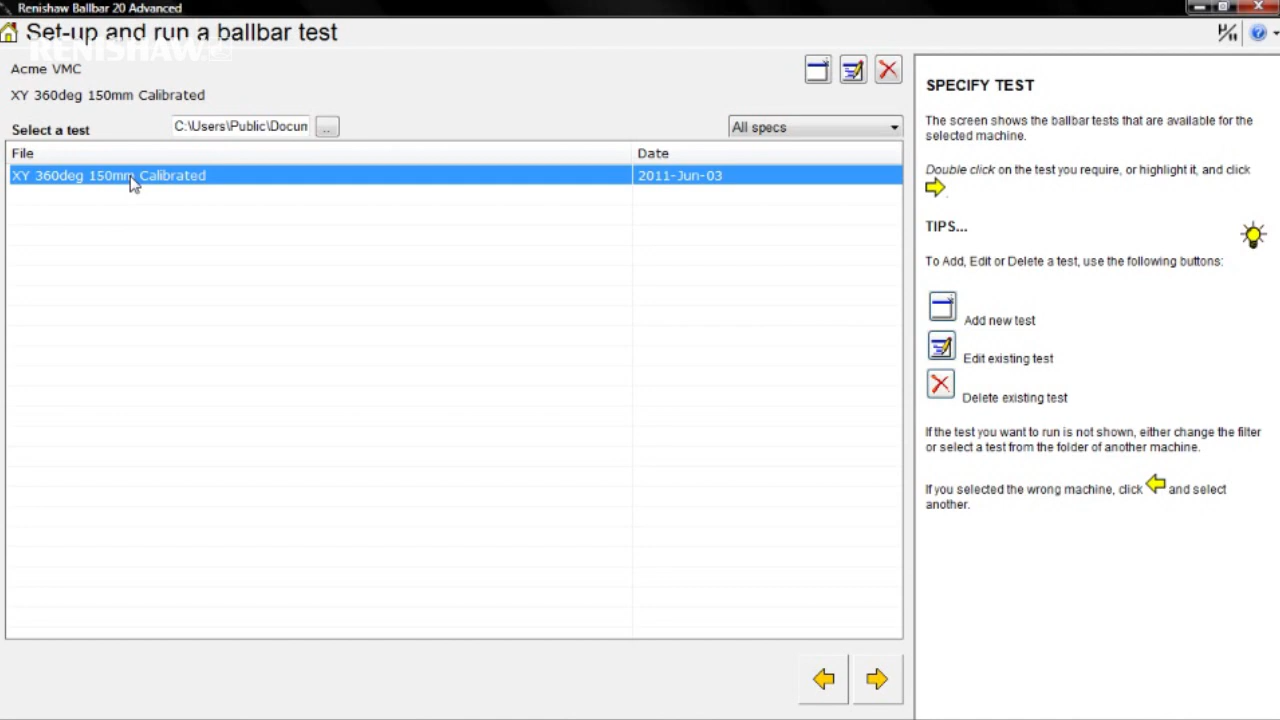 Renishaw Ballbar 20 Advanced
Set-up and run a ballbar test
RENISHAW
Acme VMC
XY 360deg 150mm Calibrated
Select a test C:\Users\Public\Docun .. All specs
File Date
XY 360deg 150mm Calibrated 2011-Jun-03
SPECIFY TEST
The screen shows the ballbar tests that are available for the
selected machine.
Double click on the test you require, or highlight it, and click
.
TIPS...
To Add, Edit or Delete a test, use the following buttons:
Add new test
Edit existing test
Delete existing test
If the test you want to run is not shown, either change the filter
or select a test from the folder of another machine.
If you selected the wrong machine, click and select
another.